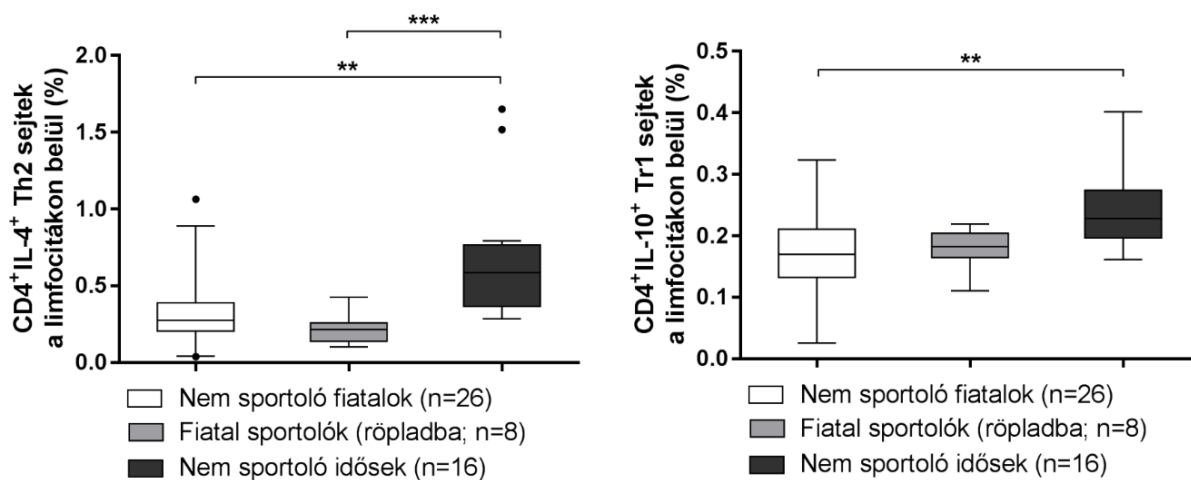 ***
**
2.0
1.5
1.0
0.5
0.0
CD4⁺IL-4⁺ Th2 sejtek
a limfocitákon belül (%)
Nem sportoló fiatalok (n=26)
Fiatal sportolók (röpladba; n=8)
Nem sportoló idősek (n=16)
**
0.5
0.4
0.3
0.2
0.1
0.0
CD4⁺IL-10⁺ Tr1 sejtek
a limfocitákon belül (%)
Nem sportoló fiatalok (n=26)
Fiatal sportolók (röpladba; n=8)
Nem sportoló idősek (n=16)